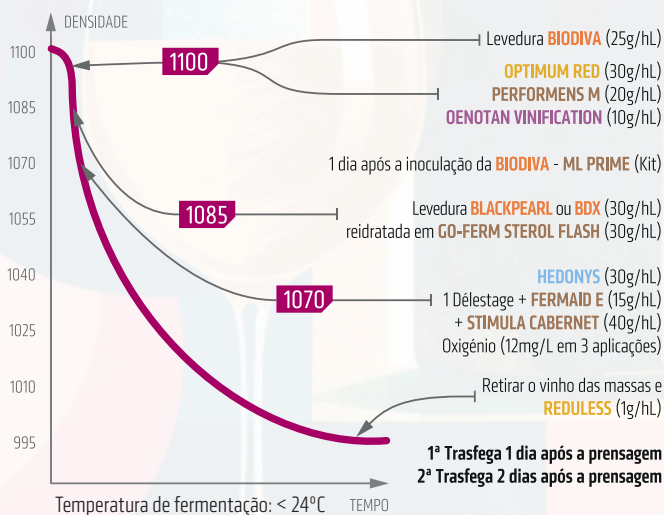 DENSIDADE
1100
1085
1070
1055
1040
1025
1010
995
1100
Levedura BIODIVA (25g/hL)
OPTIMUM RED (30g/hL)
PERFORMENS M (20g/hL)
OENOTAN VINIFICATION (10g/hL)
1 dia após a inoculação da BIODIVA - ML PRIME (Kit)
1085
Levedura BLACKPEARL ou BDX (30g/hL)
reidratada em GO-FERM STEROL FLASH (30g/hL)
1070
HEDONYS (30g/hL)
1 Délestage + FERMAID E (15g/hL)
+ STIMULA CABERNET (40g/hL)
Oxigénio (12mg/L em 3 aplicações)
Retirar o vinho das massas e
REDULESS (1g/hL)
1ª Trasfega 1 dia após a prensagem
2ª Trasfega 2 dias após a prensagem
Temperatura de fermentação: < 24ºC
TEMPO